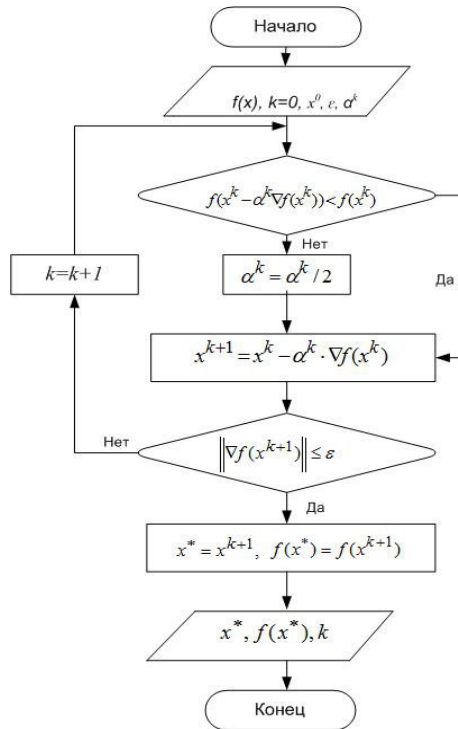 Начало
f(x), k=0, x⁰, ε, αᵏ
f(xᵏ − αᵏ∇f(xᵏ)) < f(xᵏ)
Нет
k=k+1
αᵏ = αᵏ / 2
Да
xᵏ⁺¹ = xᵏ − αᵏ · ∇f(xᵏ)
Нет
‖∇f(xᵏ⁺¹)‖ ≤ ε
Да
x* = xᵏ⁺¹, f(x*) = f(xᵏ⁺¹)
x*, f(x*), k
Конец